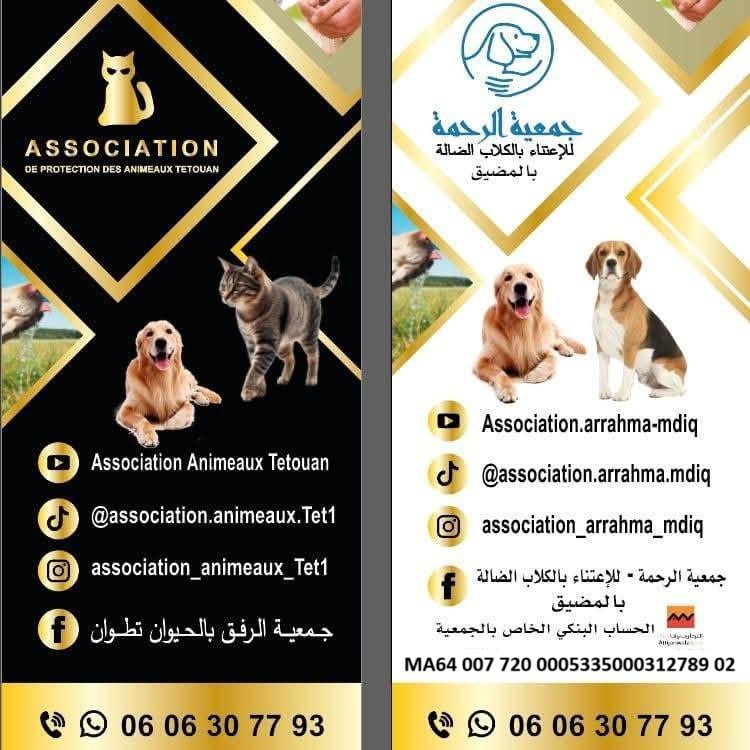 ASSOCIATION
DE PROTECTION DES ANIMEAUX TETOUAN
Association Animeaux Tetouan
@association.animeaux.Tet1
association_animeaux_Tet1
جمعية الرفق بالحيوان تطوان
06 06 30 77 93
جمعية الرحمة
للإعتناء بالكلاب الضالة
بالمضيق
Association.arrahma-mdiq
@association.arrahma.mdiq
association_arrahma_mdiq
جمعية الرحمة - للإعتناء بالكلاب الضالة
بالمضيق
الحساب البنكي الخاص بالجمعية
MA64 007 720 0005335000312789 02
06 06 30 77 93